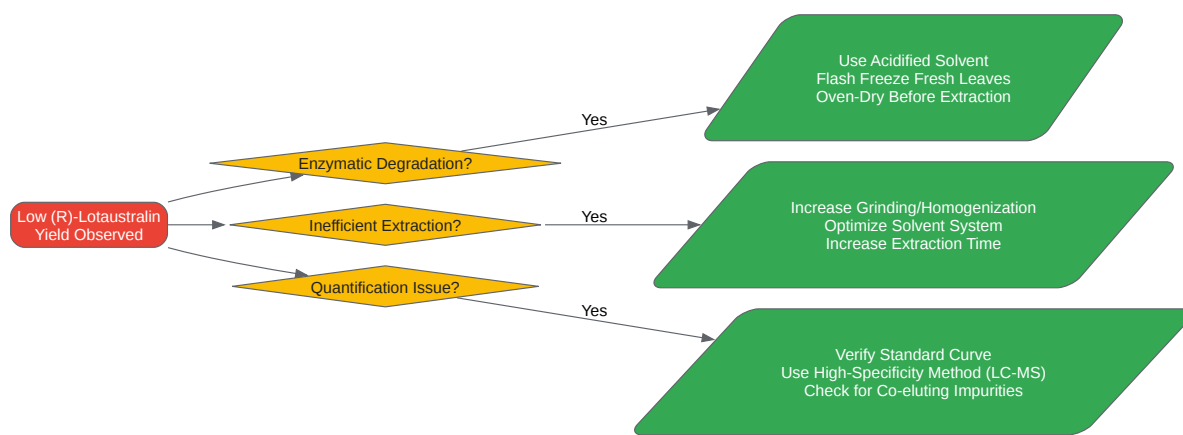 Low (R)-Lotaustralin
Yield Observed
Enzymatic Degradation?
Yes
Use Acidified Solvent
Flash Freeze Fresh Leaves
Oven-Dry Before Extraction
Inefficient Extraction?
Yes
Increase Grinding/Homogenization
Optimize Solvent System
Increase Extraction Time
Quantification Issue?
Yes
Verify Standard Curve
Use High-Specificity Method (LC-MS)
Check for Co-eluting Impurities